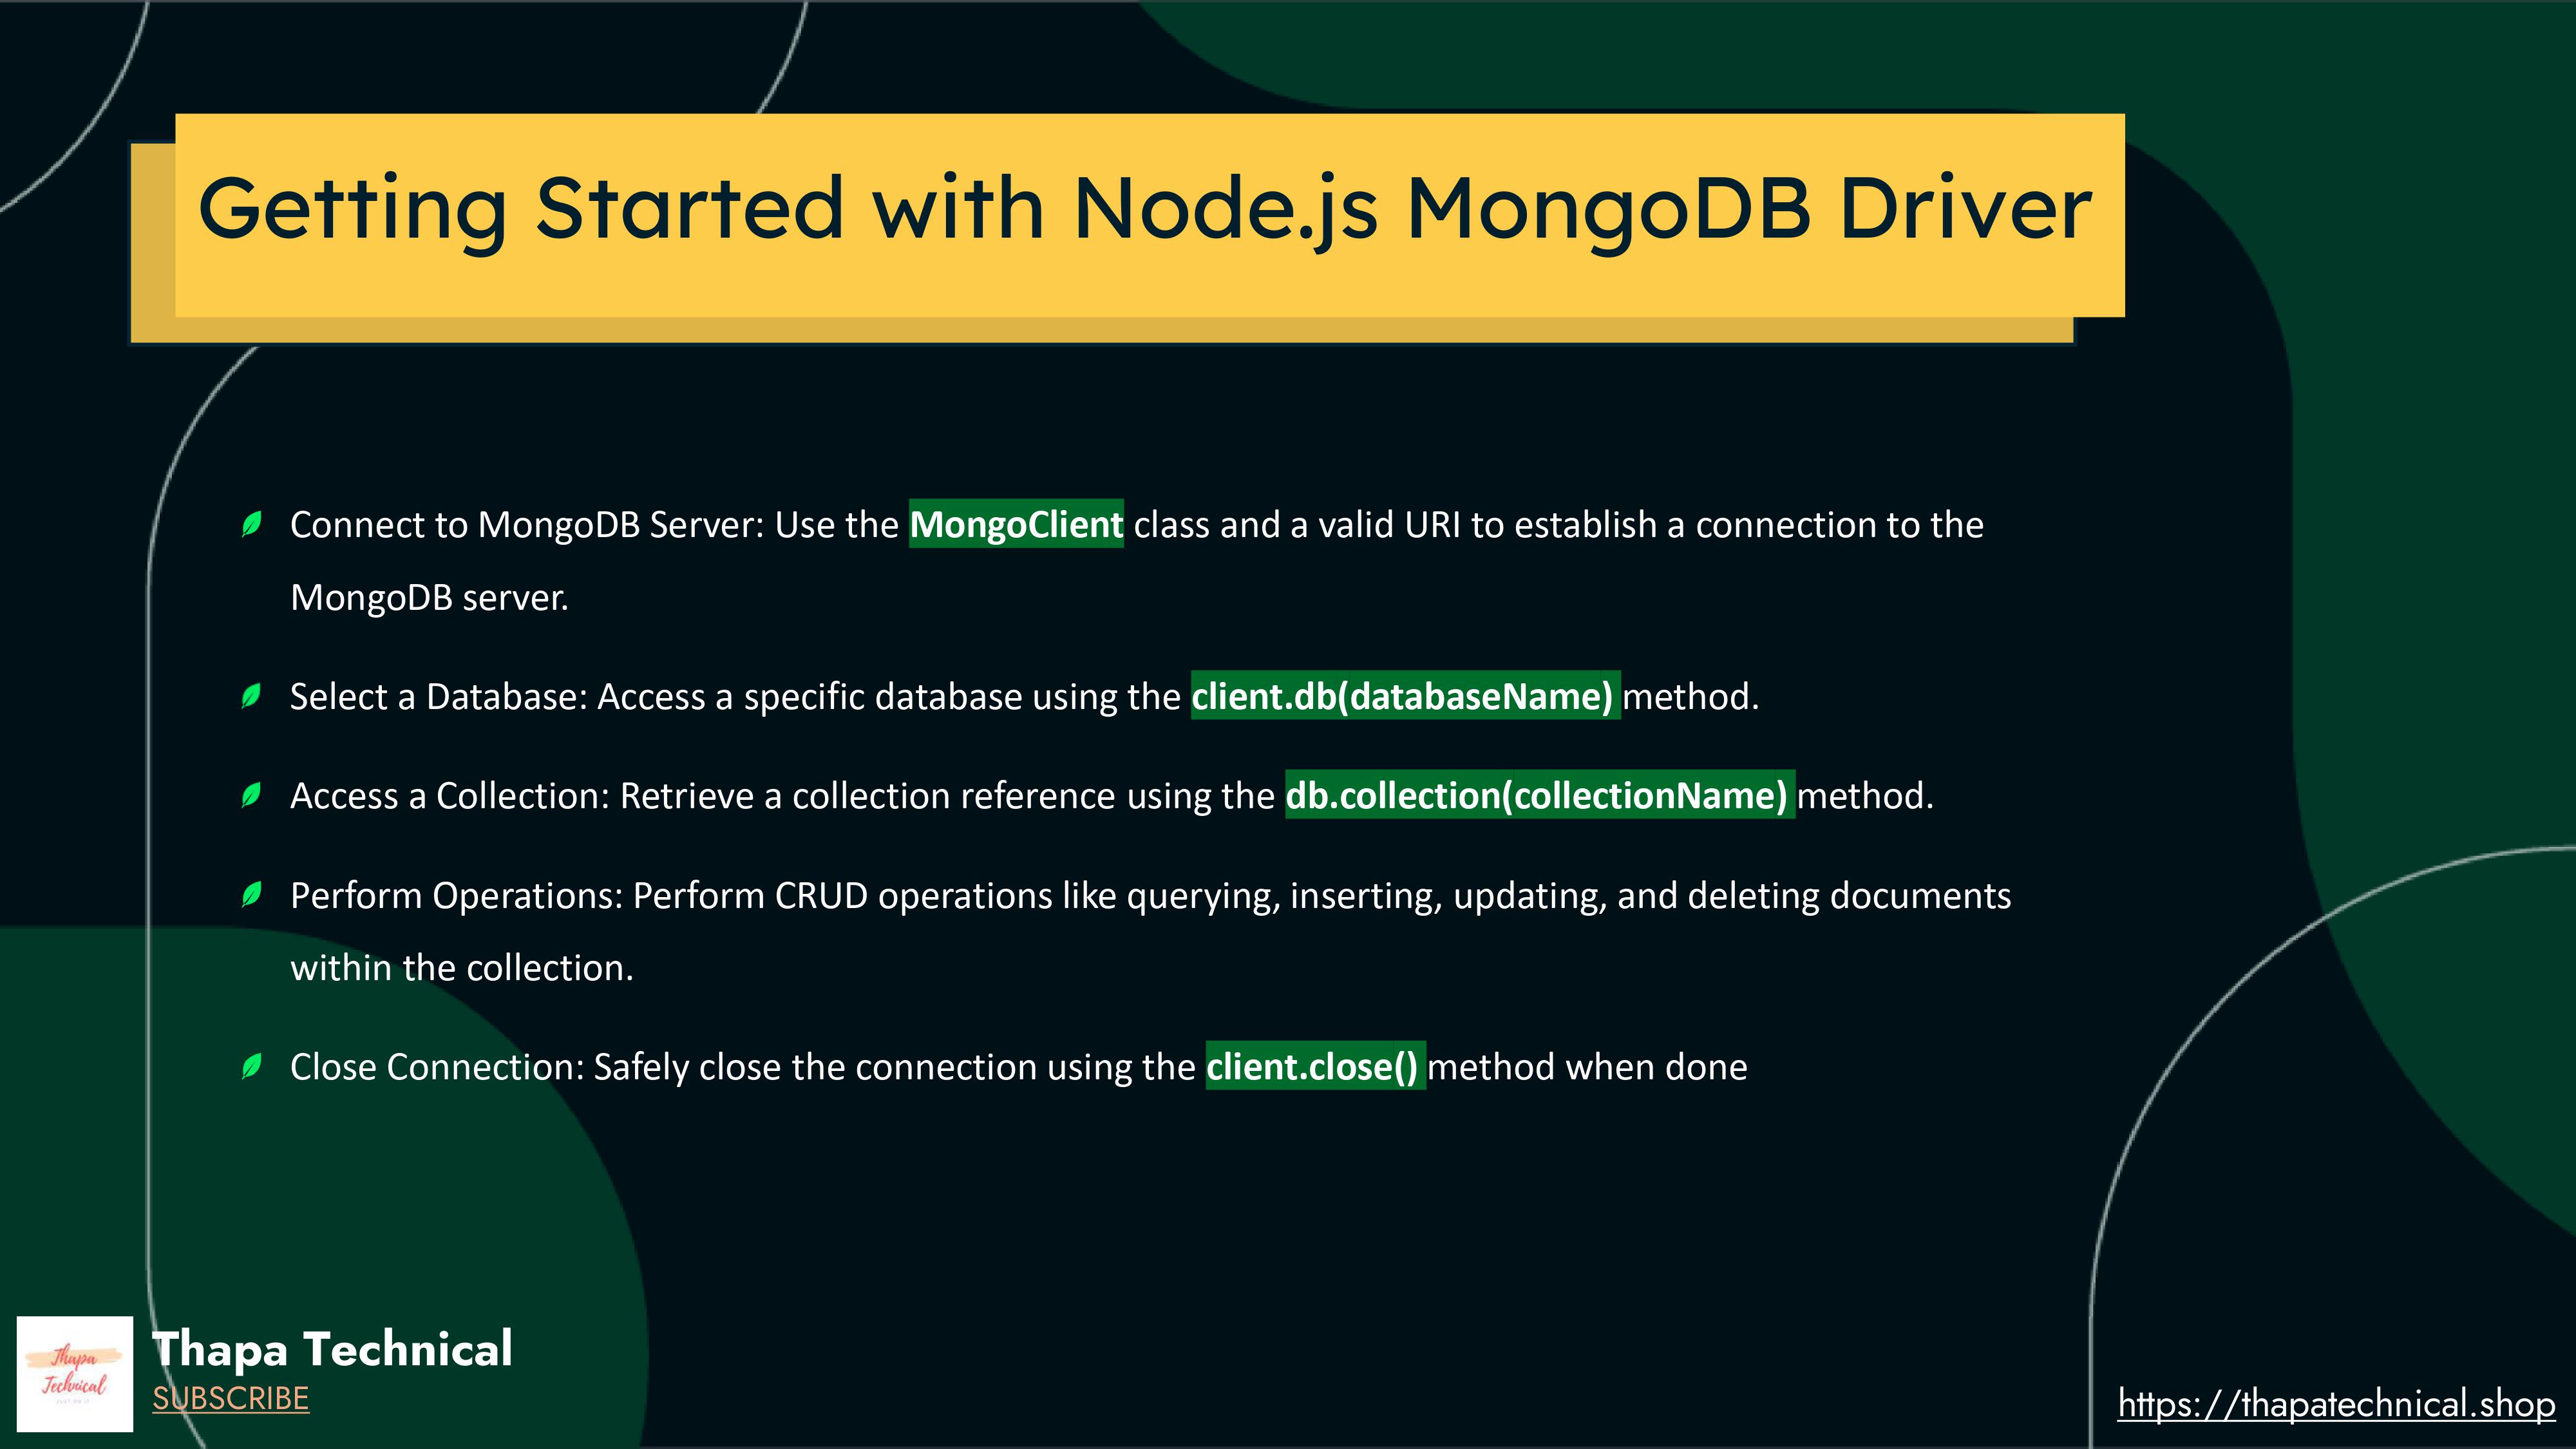 Getting Started with Node.js MongoDB Driver
Connect to MongoDB Server: Use the MongoClient class and a valid URI to establish a connection to the
MongoDB server.
Select a Database: Access a specific database using the client.db(databaseName) method.
Access a Collection: Retrieve a collection reference using the db.collection(collectionName) method.
Perform Operations: Perform CRUD operations like querying, inserting, updating, and deleting documents
within the collection.
Close Connection: Safely close the connection using the client.close() method when done
Thapa
Technical
Thapa Technical
SUBSCRIBE
https://thapatechnical.shop